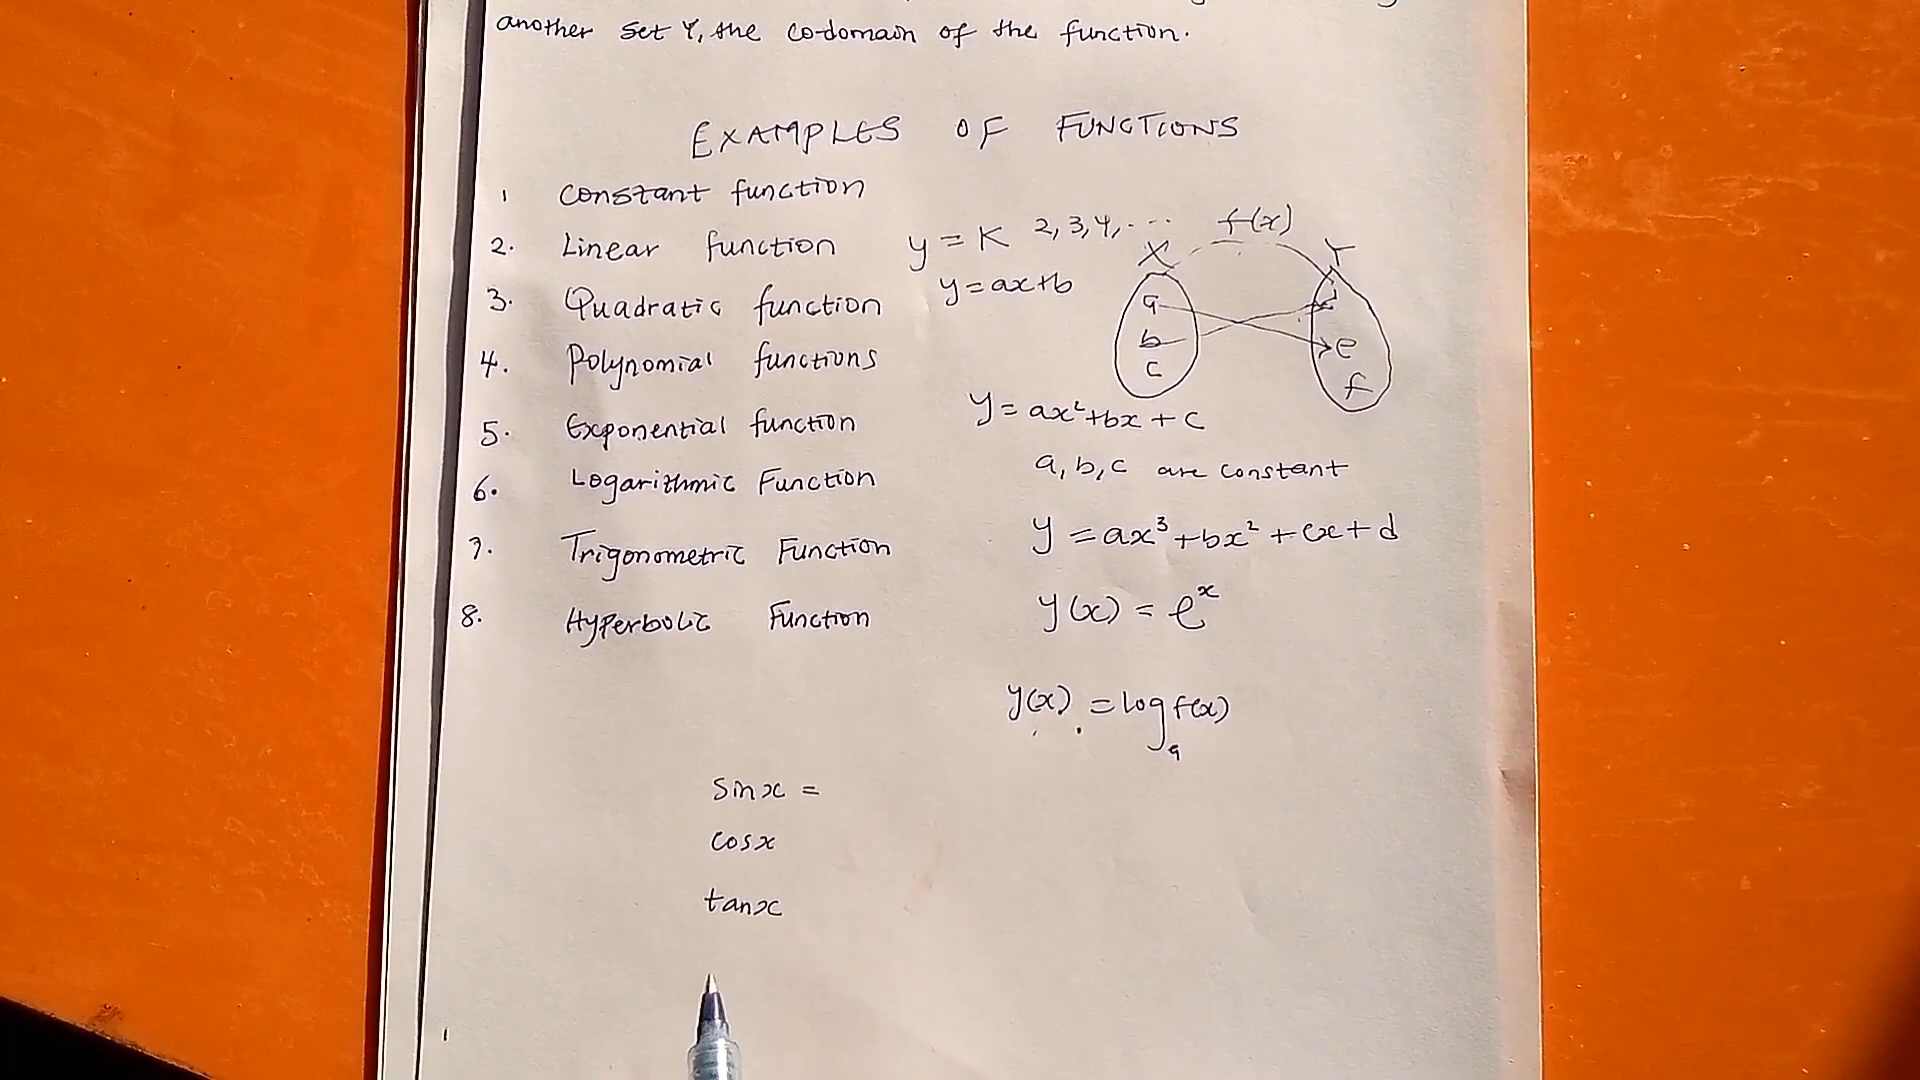 another set Y, the co-domain of the function.
EXAMPLES OF FUNCTIONS
1 Constant function
2. Linear function
3. Quadratic function
4. Polynomial functions
5. Exponential function
6. Logarithmic Function
7. Trigonometric Function
8. Hyperbolic Function
y = K 2, 3, 4, ...
y = ax+b
f(x)
X Y
a
b e
c f
y = ax²+bx + c
a, b, c are constant
y = ax³ + bx² + cx + d
y(x) = e^x
y(x) = log_a f(x)
sin x =
cos x
tan x